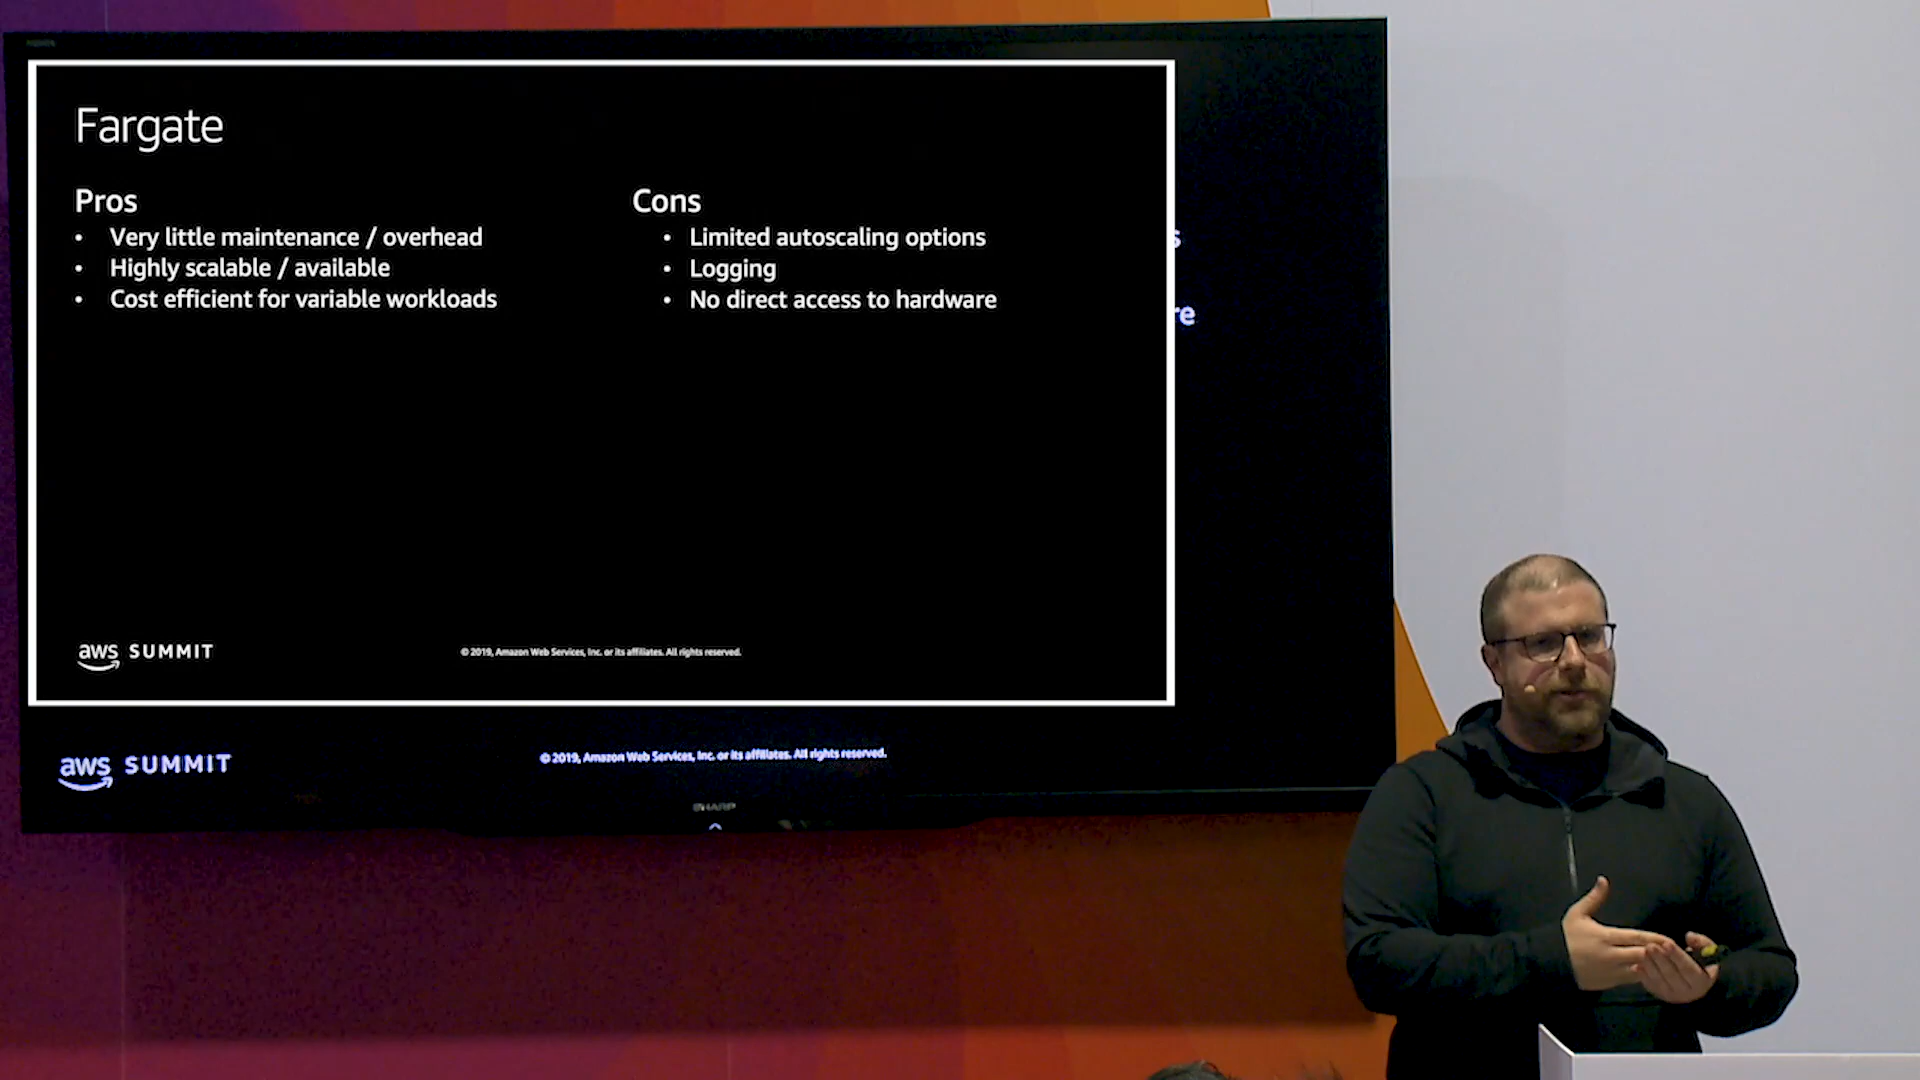 Fargate
Pros
• Very little maintenance / overhead
• Highly scalable / available
• Cost efficient for variable workloads
Cons
• Limited autoscaling options
• Logging
• No direct access to hardware
s
re
aws SUMMIT
© 2019, Amazon Web Services, Inc. or its affiliates. All rights reserved.
aws SUMMIT
© 2019, Amazon Web Services, Inc. or its affiliates. All rights reserved.
SHARP